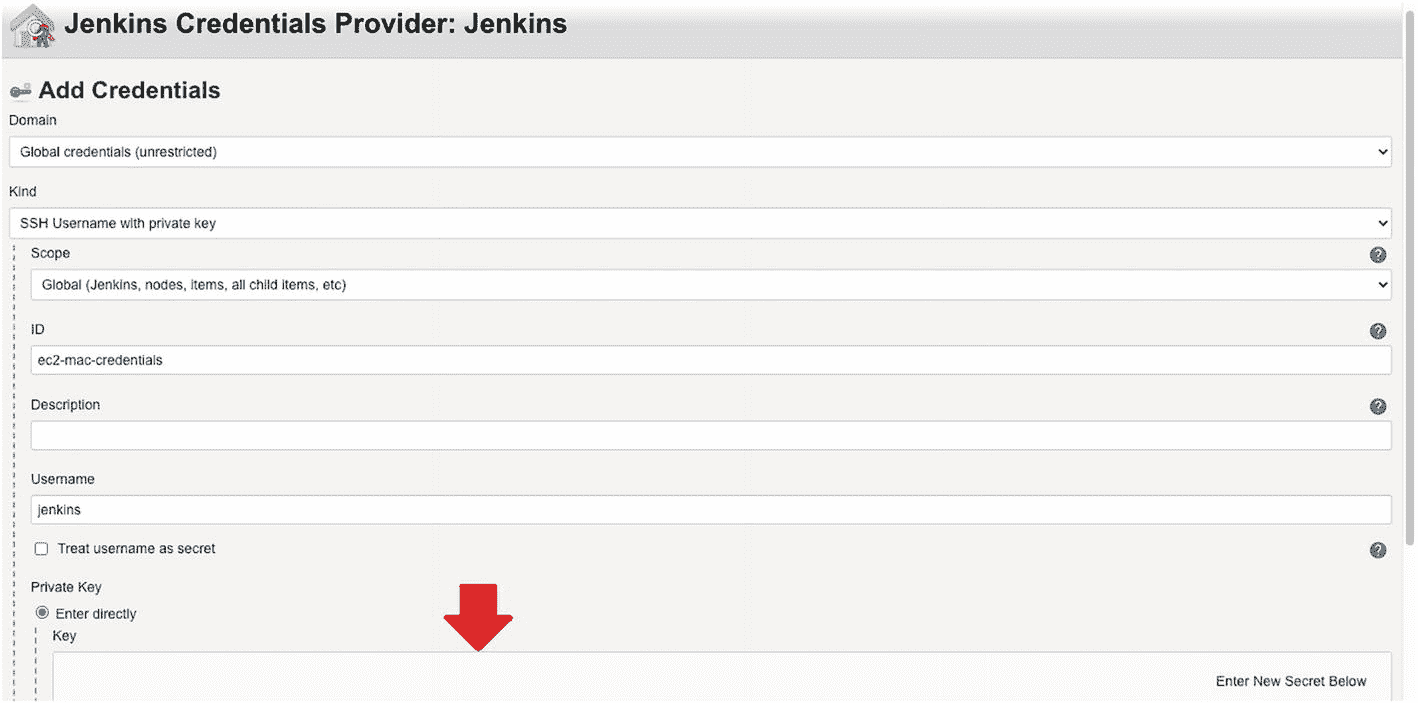 Jenkins Credentials Provider: Jenkins
Add Credentials
Domain
Global credentials (unrestricted)
Kind
SSH Username with private key
Scope
Global (Jenkins, nodes, items, all child items, etc)
ID
ec2-mac-credentials
Description
Username
jenkins
Treat username as secret
Private Key
Enter directly
Key
Enter New Secret Below